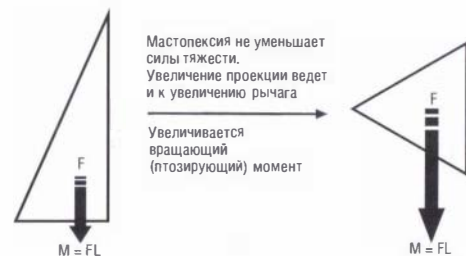 Мастопексия не уменьшает
силы тяжести.
Увеличение проекции ведет
и к увеличению рычага
Увеличивается
вращающий
(птозирующий) момент
F
M = FL
F
M = FL